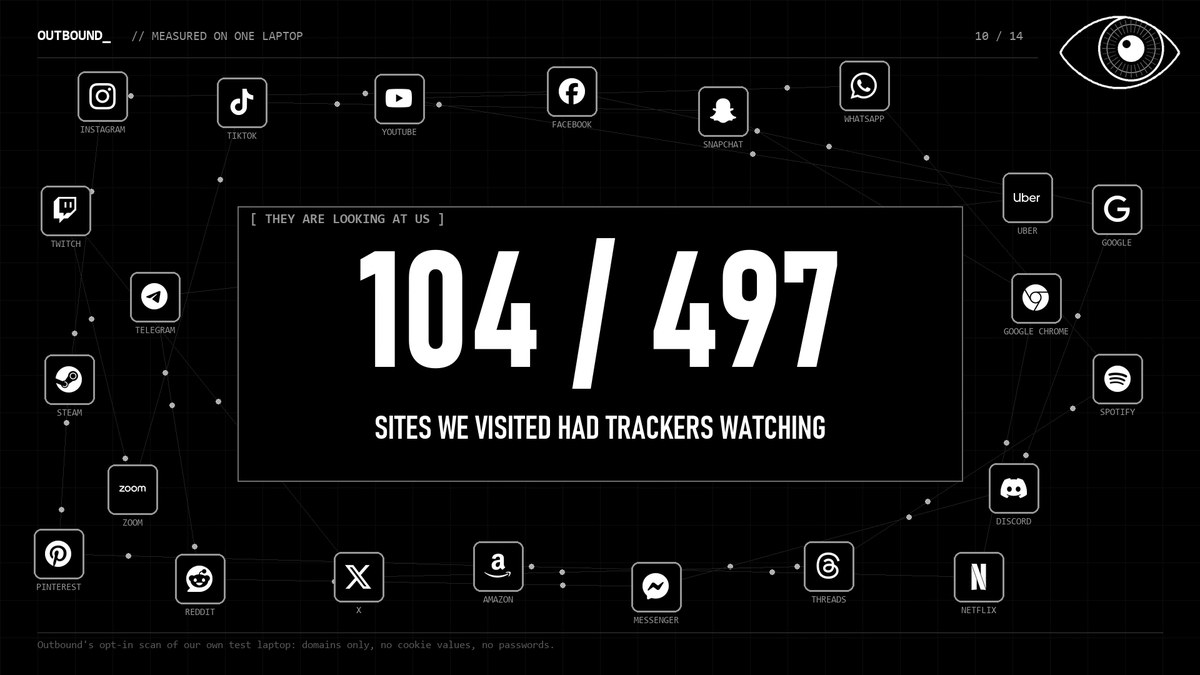 OUTBOUND_ // MEASURED ON ONE LAPTOP 10 / 14
INSTAGRAM
TIKTOK
YOUTUBE
FACEBOOK
SNAPCHAT
WHATSAPP
TWITCH
Uber
UBER
GOOGLE
[ THEY ARE LOOKING AT US ]
104 / 497
SITES WE VISITED HAD TRACKERS WATCHING
TELEGRAM
GOOGLE CHROME
STEAM
SPOTIFY
zoom
ZOOM
DISCORD
PINTEREST
REDDIT
X
AMAZON
MESSENGER
THREADS
NETFLIX
Outbound's opt-in scan of our own test laptop: domains only, no cookie values, no passwords.